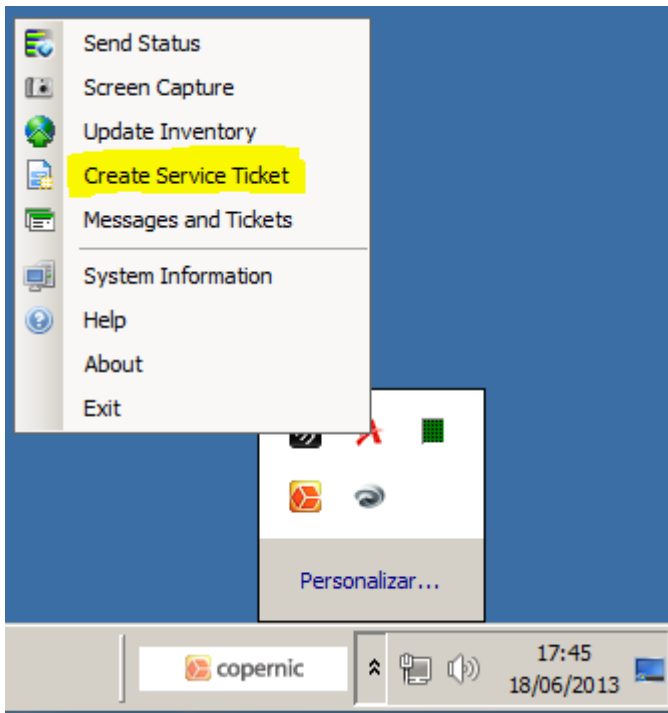 Send Status
Screen Capture
Update Inventory
Create Service Ticket
Messages and Tickets
System Information
Help
About
Exit
Personalizar...
copernic
17:45
18/06/2013